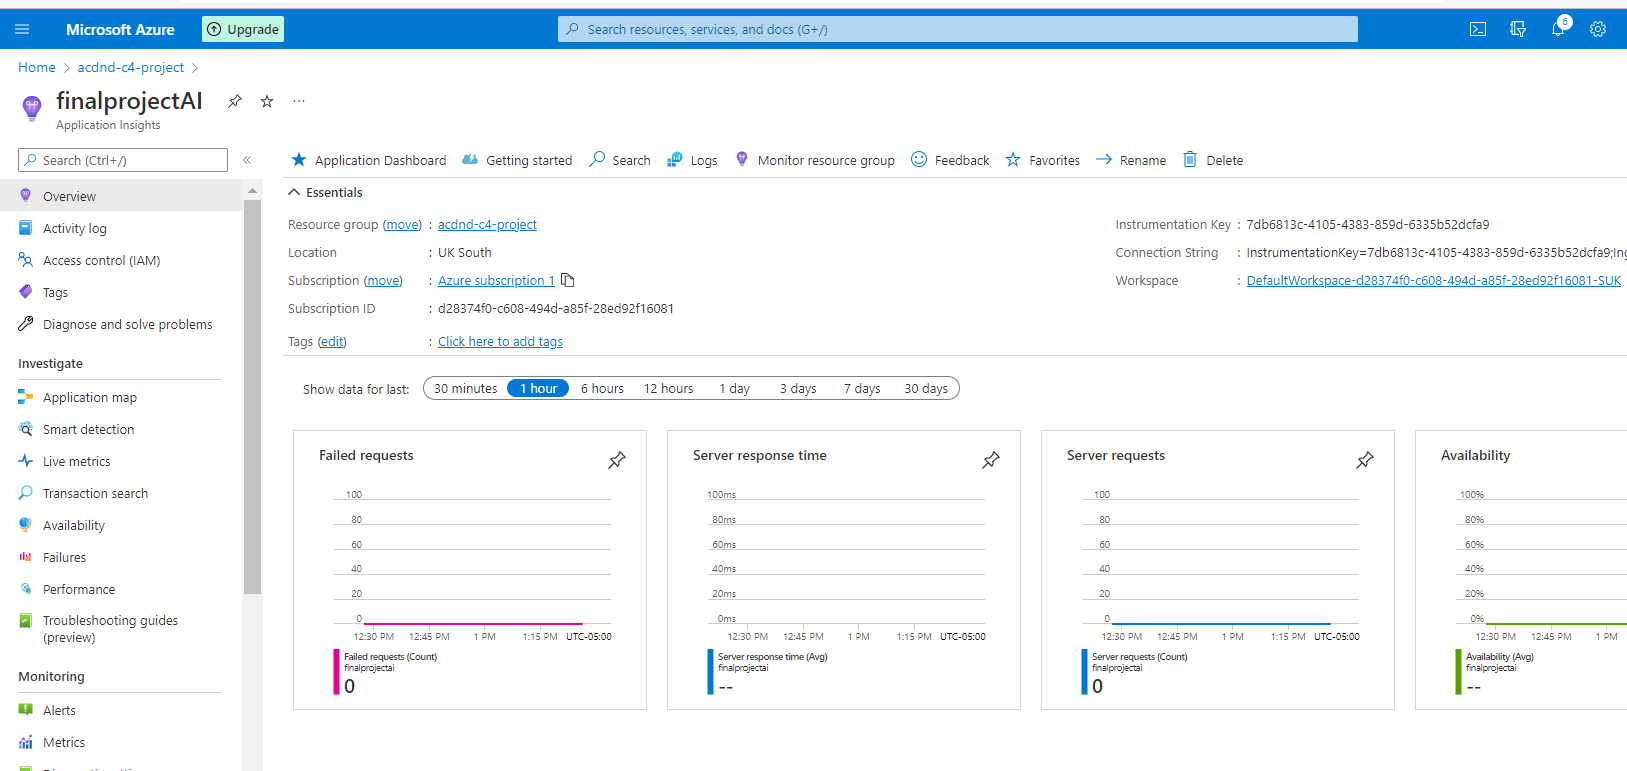 Microsoft Azure
Upgrade
Search resources, services, and docs (G+/)
6
Home > acdnd-c4-project >
finalprojectAI
...
Application Insights
Search (Ctrl+/)
«
Overview
Activity log
Access control (IAM)
Tags
Diagnose and solve problems
Investigate
Application map
Smart detection
Live metrics
Transaction search
Availability
Failures
Performance
Troubleshooting guides
(preview)
Monitoring
Alerts
Metrics
Application Dashboard Getting started Search Logs Monitor resource group Feedback Favorites Rename Delete
Essentials
Resource group (move) : acdnd-c4-project
Location : UK South
Subscription (move) : Azure subscription 1
Subscription ID : d28374f0-c608-494d-a85f-28ed92f16081
Tags (edit) : Click here to add tags
Instrumentation Key : 7db6813c-4105-4383-859d-6335b52dcfa9
Connection String : InstrumentationKey=7db6813c-4105-4383-859d-6335b52dcfa9;Ing
Workspace : DefaultWorkspace-d28374f0-c608-494d-a85f-28ed92f16081-SUK
Show data for last: 30 minutes 1 hour 6 hours 12 hours 1 day 3 days 7 days 30 days
Failed requests
100
80
60
40
20
0
12:30 PM 12:45 PM 1 PM 1:15 PM UTC-05:00
Failed requests (Count)
finalprojectai
0
Server response time
100ms
80ms
60ms
40ms
20ms
0ms
12:30 PM 12:45 PM 1 PM 1:15 PM UTC-05:00
Server response time (Avg)
finalprojectai
--
Server requests
100
80
60
40
20
0
12:30 PM 12:45 PM 1 PM 1:15 PM UTC-05:00
Server requests (Count)
finalprojectai
0
Availability
100%
80%
60%
40%
20%
0%
12:30 PM 12:45 PM 1 PM
Availability (Avg)
finalprojectai
--